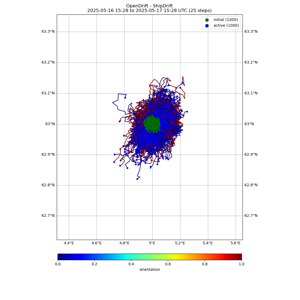 OpenDrift - ShipDrift
2025-05-16 15:28 to 2025-05-17 15:28 UTC (25 steps)
initial (1000)
active (1000)
63.3°N 63.3°N
63.2°N 63.2°N
63.1°N 63.1°N
63°N 63°N
62.9°N 62.9°N
62.8°N 62.8°N
62.7°N 62.7°N
4.4°E 4.6°E 4.8°E 5°E 5.2°E 5.4°E 5.6°E
0.0 0.2 0.4 0.6 0.8 1.0
orientation